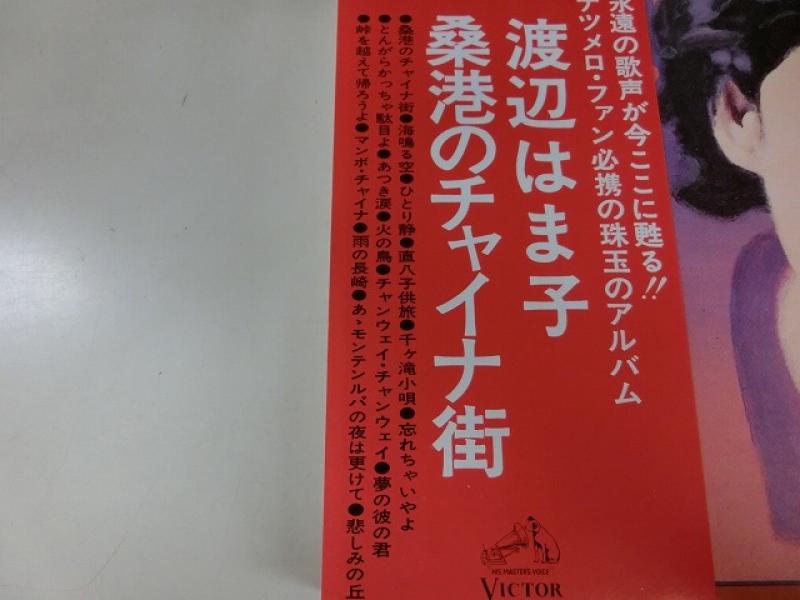 永遠の歌声が今ここに甦る!!
ナツメロ・ファン必携の珠玉のアルバム
渡辺はま子
桑港のチャイナ街
●桑港のチャイナ街●海鳴る空●ひとり静●直八子供旅●千ヶ滝小唄●忘れちゃいやよ
●とんがらかっちゃ駄目よ●あつき涙●火の鳥●チャンウェイ・チャンウェイ●夢の彼の君
●峠を越えて帰ろうよ●マンボ・チャイナ●雨の長崎●あゝモンテンルパの夜は更けて●悲しみの丘
HIS MASTER'S VOICE
VICTOR